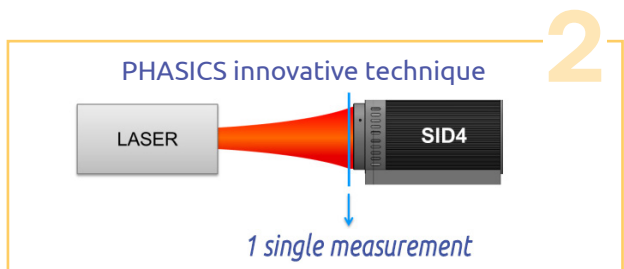 2
PHASICS innovative technique
LASER
SID4
1 single measurement